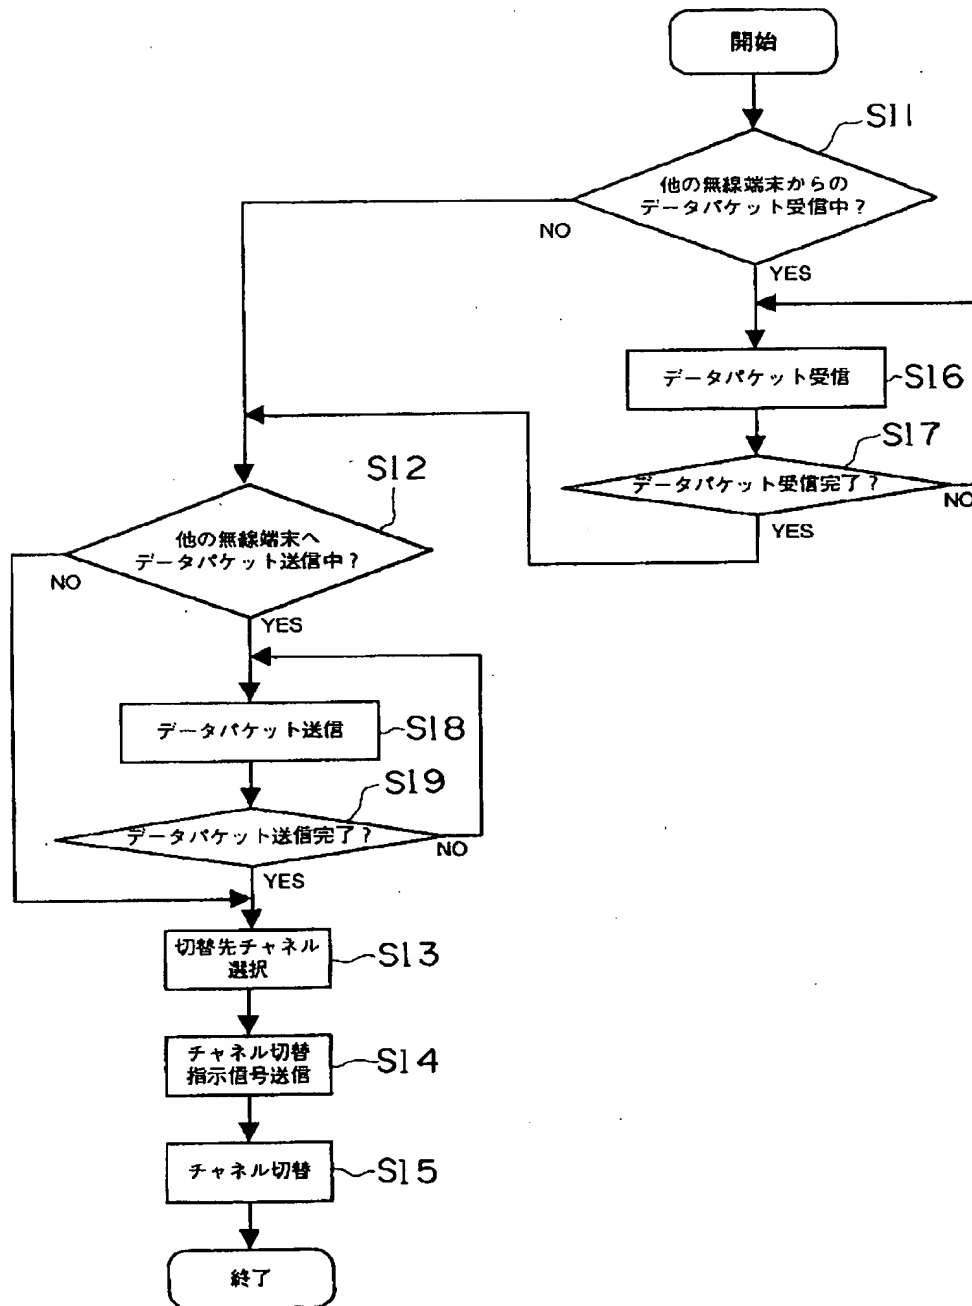 開始
S11
他の無線端末からの
データパケット受信中？
NO
YES
データパケット受信
S16
S17
データパケット受信完了？
NO
YES
S12
他の無線端末へ
データパケット送信中？
NO
YES
データパケット送信
S18
S19
データパケット送信完了？
NO
YES
切替先チャネル
選択
S13
チャネル切替
指示信号送信
S14
チャネル切替
S15
終了